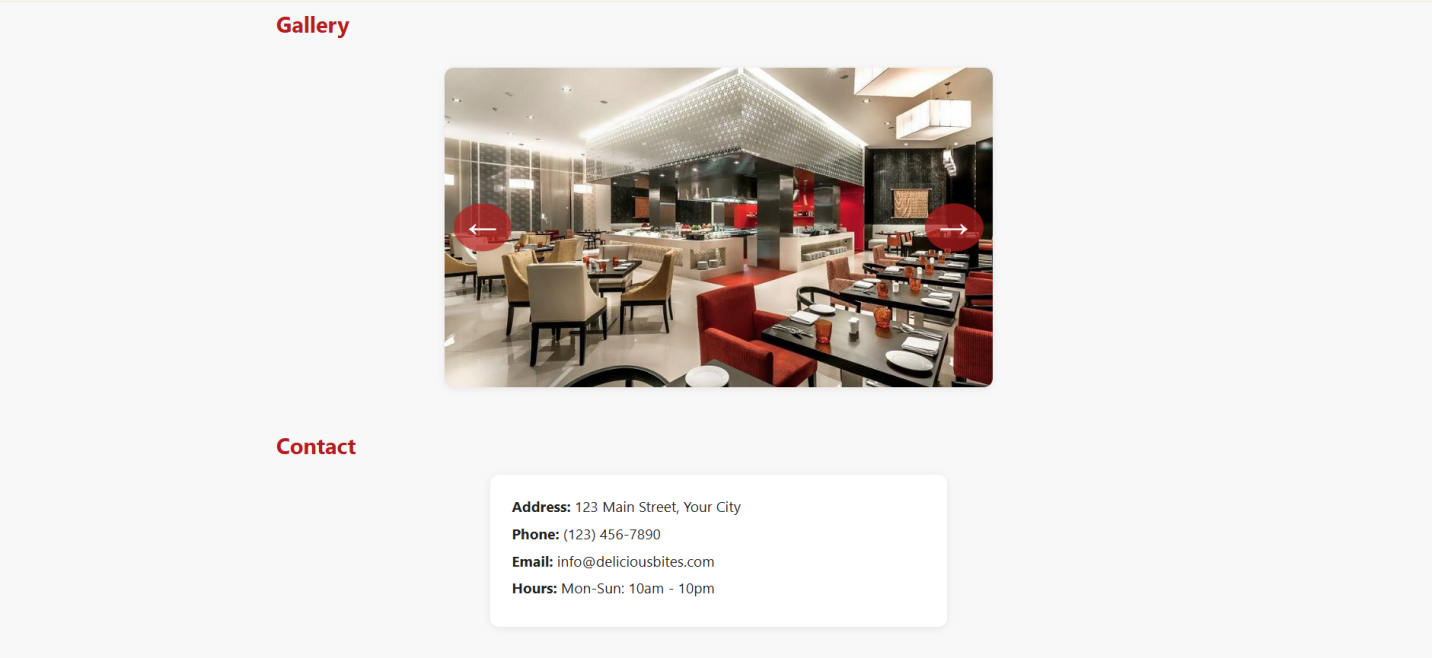 Gallery
←
→
Contact
Address: 123 Main Street, Your City
Phone: (123) 456-7890
Email: info@deliciousbites.com
Hours: Mon-Sun: 10am - 10pm